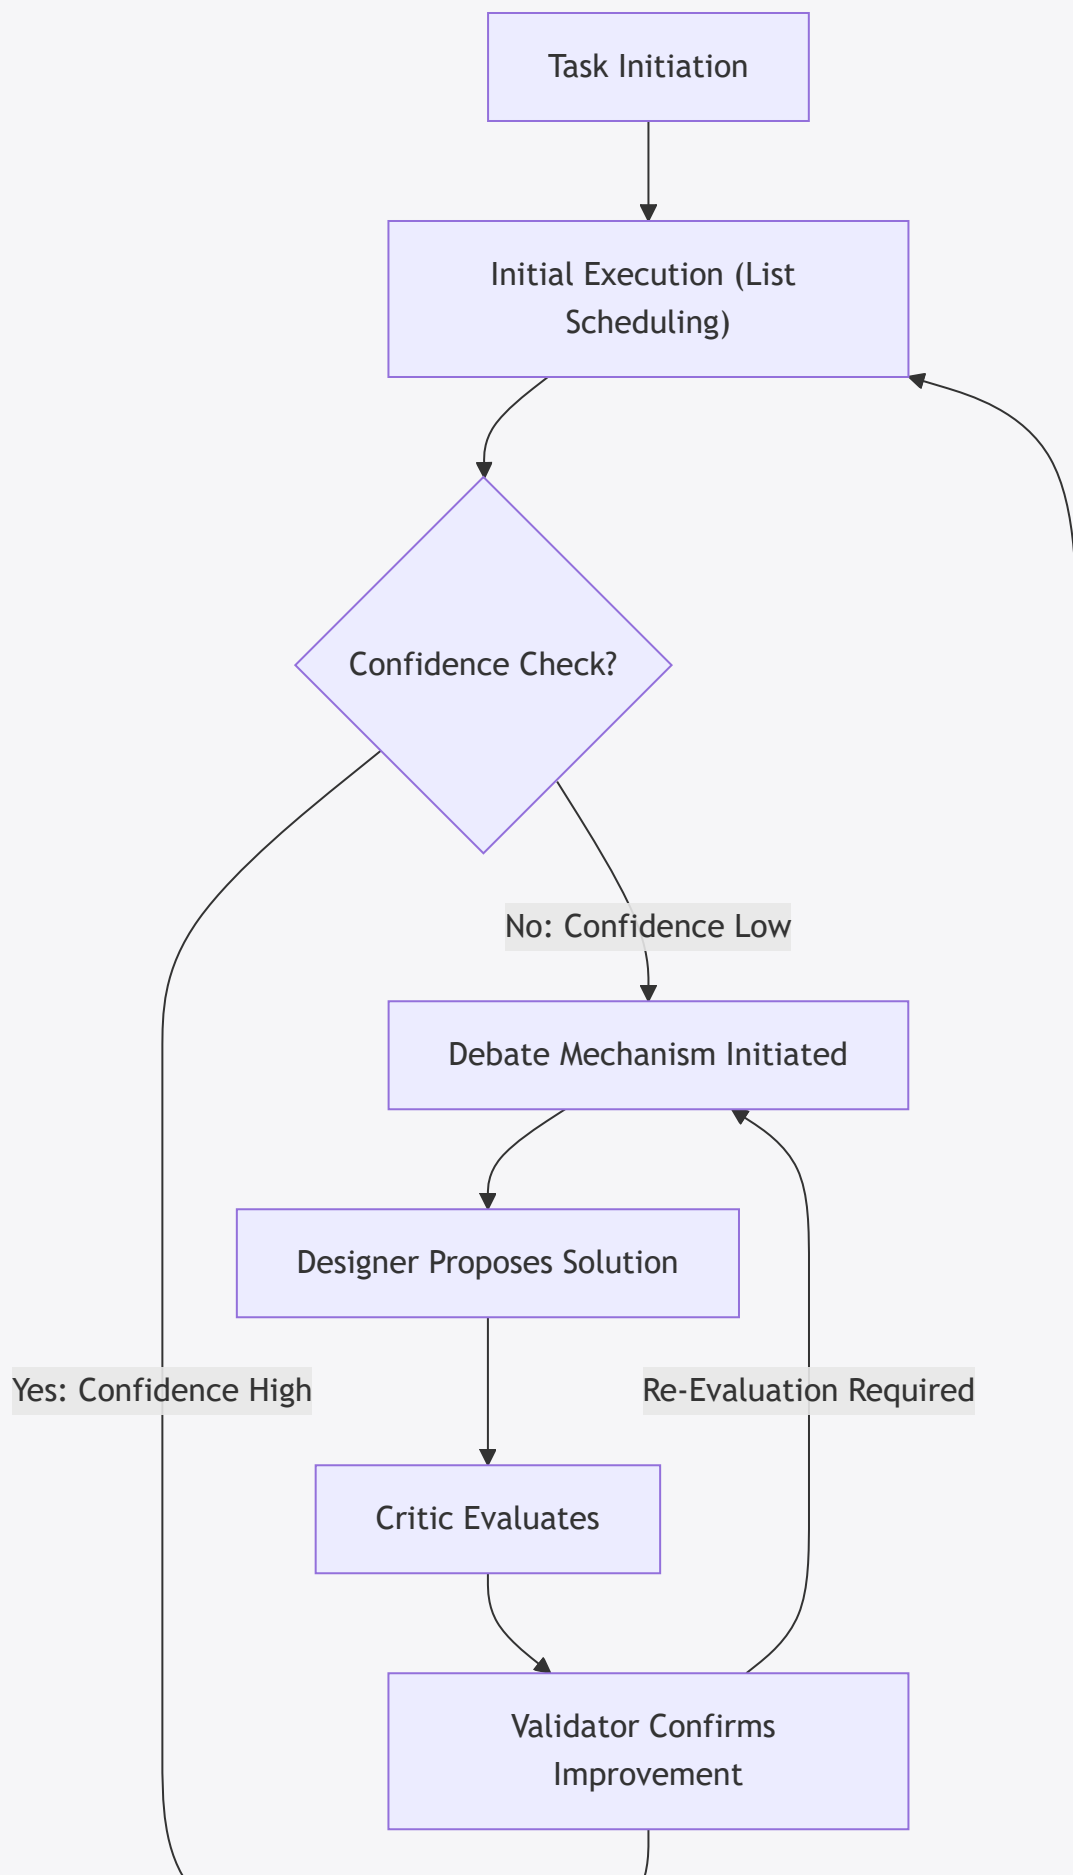 Task Initiation
Initial Execution (List
Scheduling)
Confidence Check?
No: Confidence Low
Debate Mechanism Initiated
Designer Proposes Solution
Yes: Confidence High
Re-Evaluation Required
Critic Evaluates
Validator Confirms
Improvement